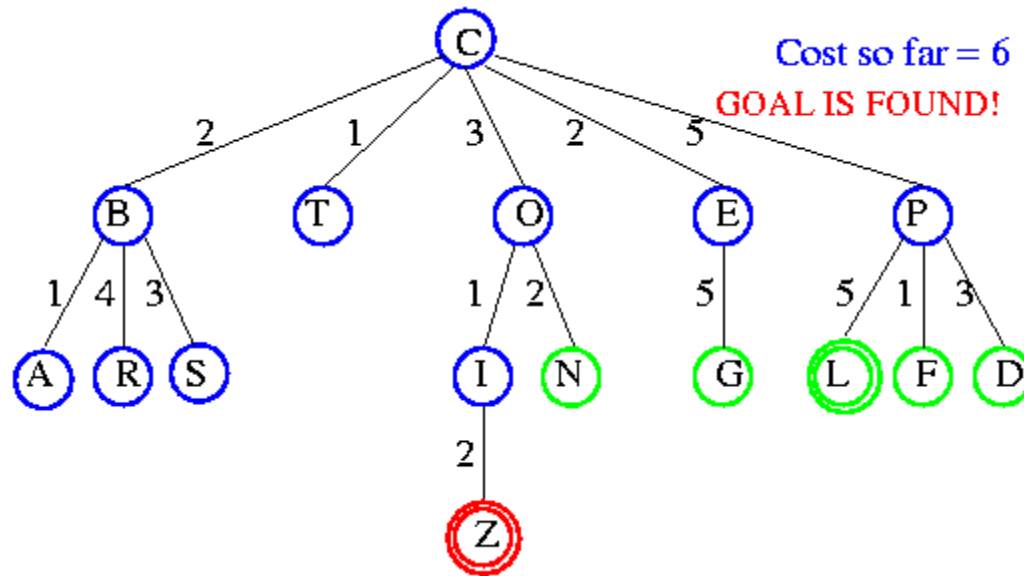 C
Cost so far = 6
GOAL IS FOUND!
2 1 3 2 5
B T O E P
1 4 3 1 2 5 5 1 3
A R S I N G L F D
2
Z